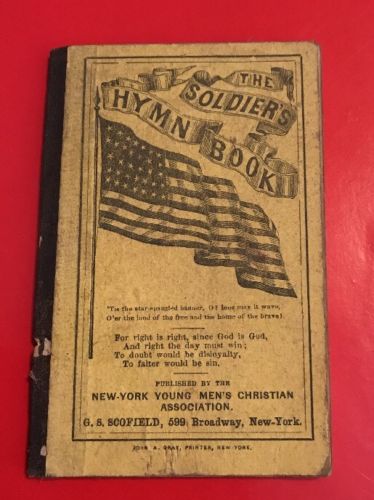 THE
SOLDIER'S
HYMN BOOK
'Tis the star-spangled banner, O! long may it wave,
O'er the land of the free and the home of the brave!
For right is right, since God is God,
And right the day must win;
To doubt would be disloyalty,
To falter would be sin.
PUBLISHED BY THE
NEW-YORK YOUNG MEN'S CHRISTIAN
ASSOCIATION.
G. S. SCOFIELD, 599 Broadway, New-York.
JOHN A. GRAY, PRINTER, NEW-YORK.